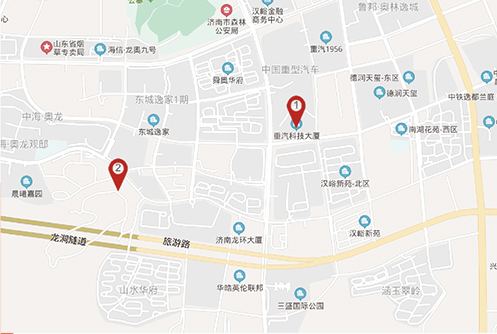 济南市森林
公安局
汉峪金融
商务中心
鲁邦·奥林逸城
山东省烟
草专卖局
海信·龙奥九号
重汽1956
舜奥华府
中国重型汽车
德润天玺-东区
德润天玺
中铁逸都兰庭
东城逸家1期
中海·奥龙
东城逸家
1
重汽科技大厦
南湖花苑-西区
海·奥龙观邸
2
晨曦嘉园
汉峪新苑-北区
济南龙环大厦
汉峪新苑
龙洞隧道
旅游路
山水华府
华皓英伦联邦
涵玉翠岭
三盛国际公园